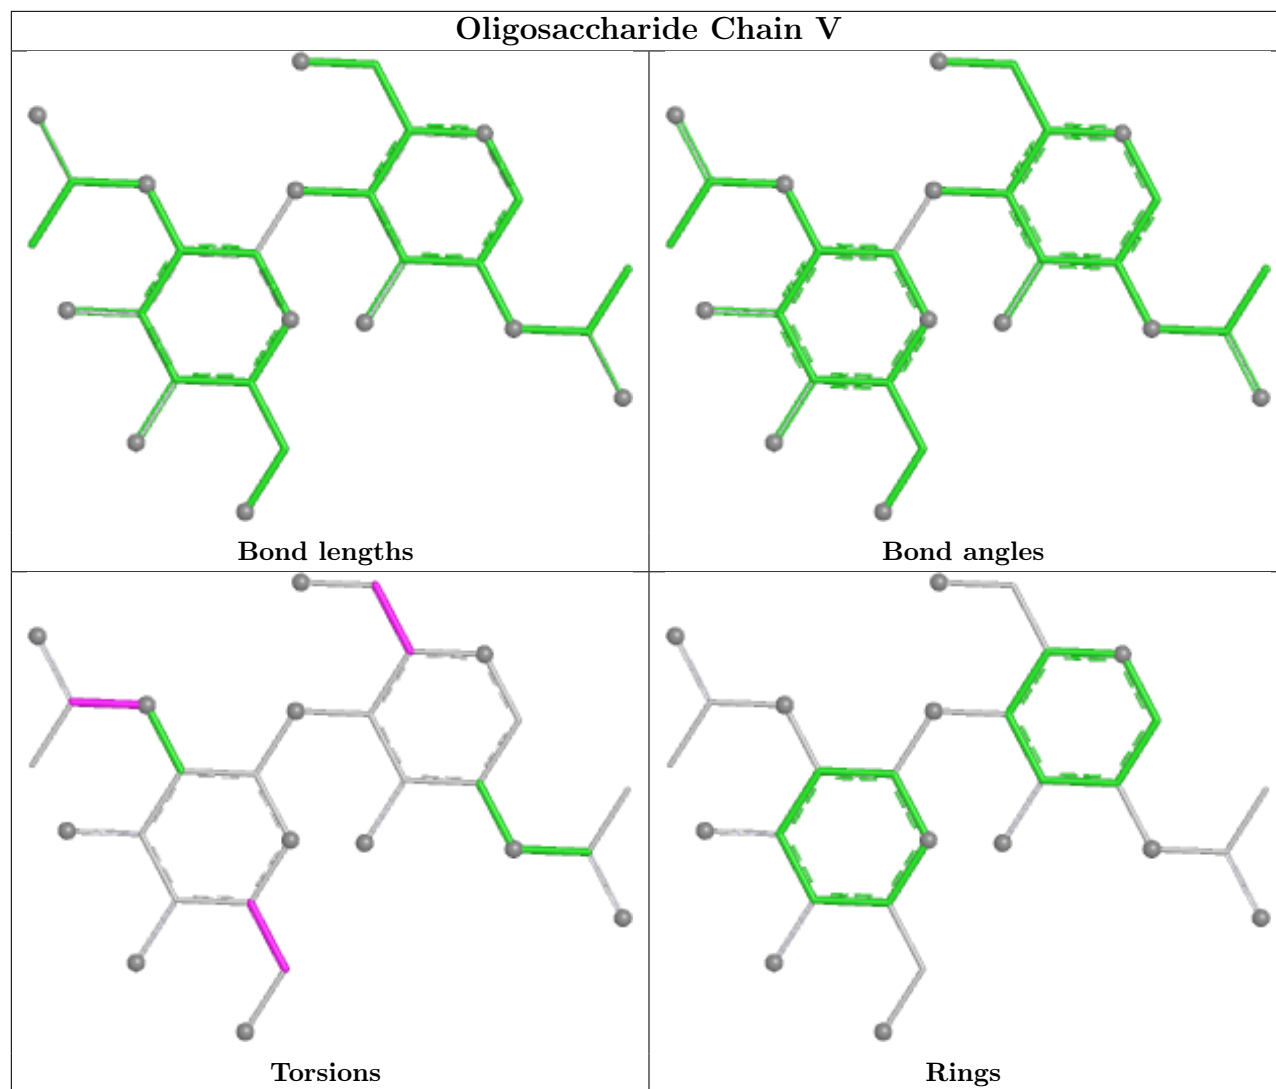 Oligosaccharide Chain V
Bond lengths
Bond angles
Torsions
Rings